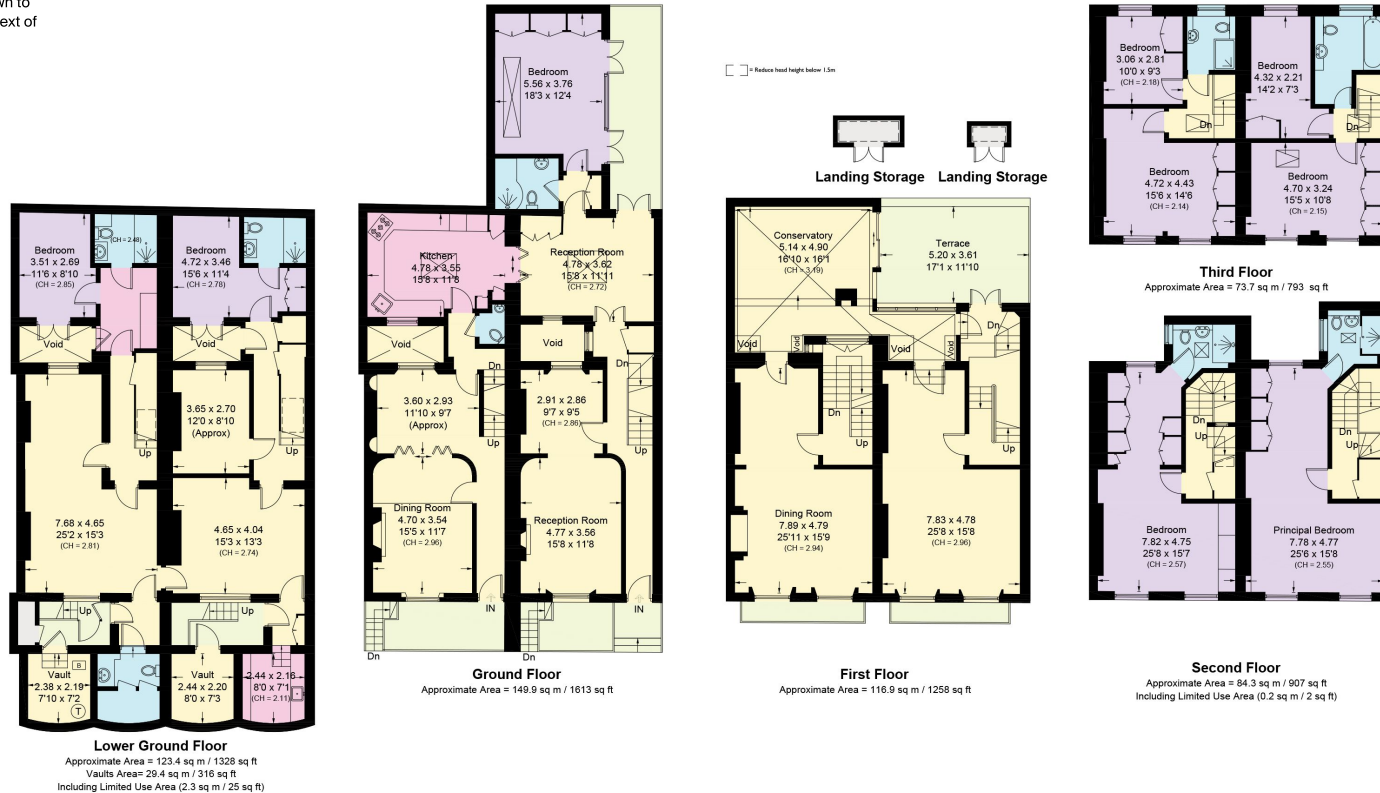 wn to
ext of
Bedroom
3.51 x 2.69
11'6 x 8'10
(CH = 2.85)
(CH = 2.48)
Bedroom
4.72 x 3.46
15'6 x 11'4
(CH = 2.78)
Void
Void
3.65 x 2.70
12'0 x 8'10
(Approx)
Up
Up
7.68 x 4.65
25'2 x 15'3
(CH = 2.81)
4.65 x 4.04
15'3 x 13'3
(CH = 2.74)
Up
Up
Vault
2.38 x 2.19
7'10 x 7'2
B
T
Vault
2.44 x 2.20
8'0 x 7'3
2.44 x 2.16
8'0 x 7'1
(CH = 2.11)
Lower Ground Floor
Approximate Area = 123.4 sq m / 1328 sq ft
Vaults Area= 29.4 sq m / 316 sq ft
Including Limited Use Area (2.3 sq m / 25 sq ft)
Bedroom
5.56 x 3.76
18'3 x 12'4
Kitchen
4.78 x 3.55
15'8 x 11'8
Reception Room
4.78 x 3.62
15'8 x 11'11
(CH = 2.72)
Void
Void
Dn
Dn
3.60 x 2.93
11'10 x 9'7
(Approx)
2.91 x 2.86
9'7 x 9'5
(CH = 2.86)
Up
Up
Dining Room
4.70 x 3.54
15'5 x 11'7
(CH = 2.96)
Reception Room
4.77 x 3.56
15'8 x 11'8
IN
IN
Dn
Dn
Ground Floor
Approximate Area = 149.9 sq m / 1613 sq ft
= Reduce head height below 1.5m
Landing Storage
Landing Storage
Conservatory
5.14 x 4.90
16'10 x 16'1
(CH = 3.19)
Terrace
5.20 x 3.61
17'1 x 11'10
Dn
Void
Void
Void
Void
Dn
Up
Up
Dining Room
7.89 x 4.79
25'11 x 15'9
(CH = 2.94)
7.83 x 4.78
25'8 x 15'8
(CH = 2.96)
First Floor
Approximate Area = 116.9 sq m / 1258 sq ft
Bedroom
3.06 x 2.81
10'0 x 9'3
(CH = 2.18)
Bedroom
4.32 x 2.21
14'2 x 7'3
Dn
Dn
Bedroom
4.72 x 4.43
15'6 x 14'6
(CH = 2.14)
Bedroom
4.70 x 3.24
15'5 x 10'8
(Ch = 2.15)
Third Floor
Approximate Area = 73.7 sq m / 793 sq ft
Dn
Up
Dn
Up
Bedroom
7.82 x 4.75
25'8 x 15'7
(CH = 2.57)
Principal Bedroom
7.78 x 4.77
25'6 x 15'8
(CH = 2.55)
Second Floor
Approximate Area = 84.3 sq m / 907 sq ft
Including Limited Use Area (0.2 sq m / 2 sq ft)